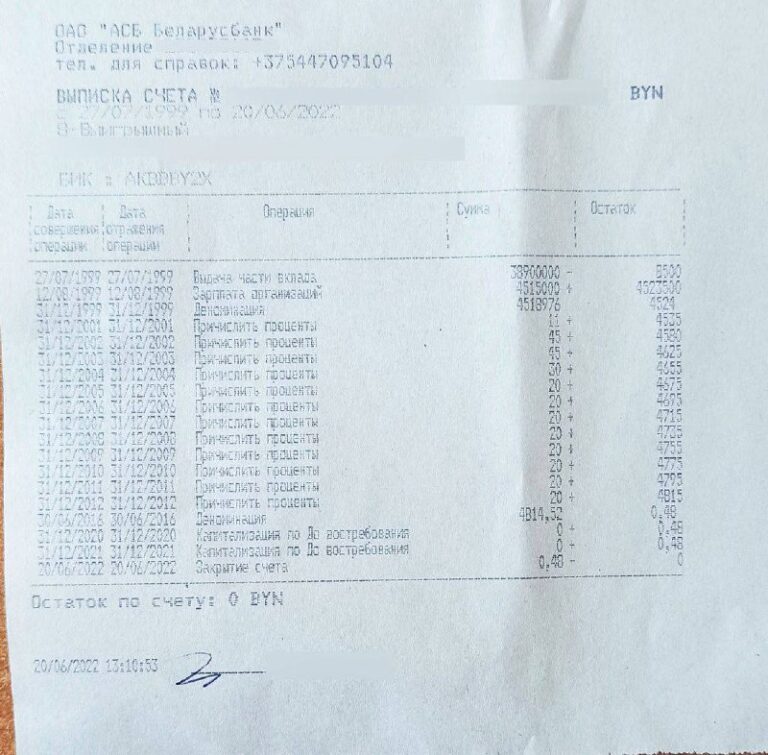 ОАО "АСБ Беларусбанк"
Отделение
тел. для справок: +375447095104
ВЫПИСКА СЧЕТА № BYN
с 27/07/1999 по 20/06/2022
В-Выигрышный
БИК : AKBBBY2X
Дата Дата Операция Сумма Остаток
совершения отражения
операции операции
27/07/1999 27/07/1999 Выдача части вклада 38900000 - 8500
12/08/1999 12/08/1999 Зарплата организаций 4515000 + 4523500
31/12/1999 31/12/1999 Деноминация 4518976 4524
31/12/2001 31/12/2001 Причислить проценты 11 + 4535
31/12/2002 31/12/2002 Причислить проценты 45 + 4580
31/12/2003 31/12/2003 Причислить проценты 45 + 4625
31/12/2004 31/12/2004 Причислить проценты 30 + 4655
31/12/2005 31/12/2005 Причислить проценты 20 + 4675
31/12/2006 31/12/2006 Причислить проценты 20 + 4695
31/12/2007 31/12/2007 Причислить проценты 20 + 4715
31/12/2008 31/12/2008 Причислить проценты 20 + 4735
31/12/2009 31/12/2009 Причислить проценты 20 + 4755
31/12/2010 31/12/2010 Причислить проценты 20 + 4775
31/12/2011 31/12/2011 Причислить проценты 20 + 4795
31/12/2012 31/12/2012 Причислить проценты 20 + 4815
30/06/2016 30/06/2016 Деноминация 4814,52 0,48
31/12/2020 31/12/2020 Капитализация по До востребования 0 + 0,48
31/12/2021 31/12/2021 Капитализация по До востребования 0 + 0,48
20/06/2022 20/06/2022 Закрытие счета 0,48 - 0
Остаток по счету: 0 BYN
20/06/2022 13:10:53